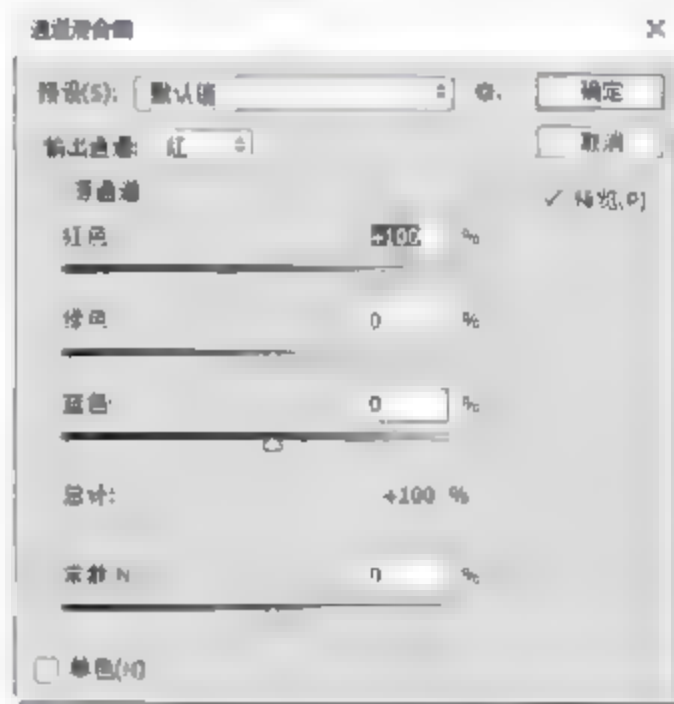 通道混合器
预设(S): 默认值 确定
输出通道: 红 取消
源通道 预览(P)
红色 +100 %
绿色 0 %
蓝色: 0 %
总计: +100 %
常数 N 0 %
单色(H)